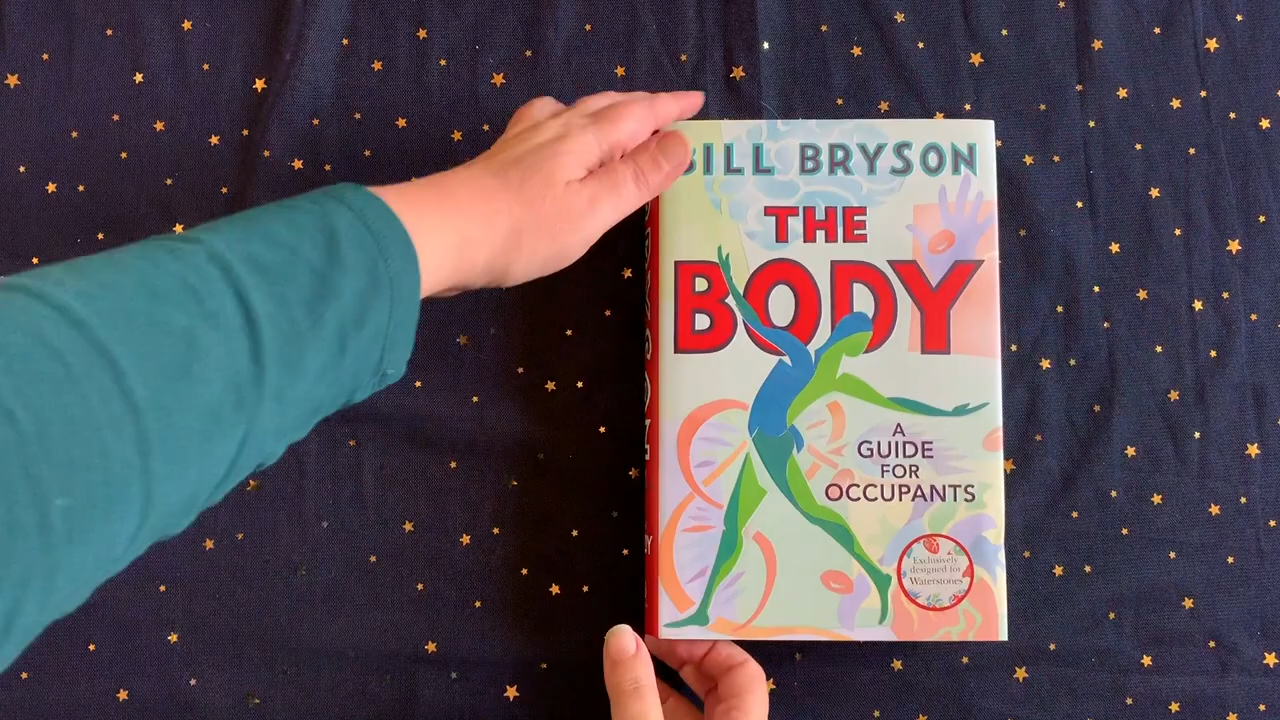 BILL BRYSON
THE
BODY
A
GUIDE
FOR
OCCUPANTS
Exclusively
designed for
Waterstones